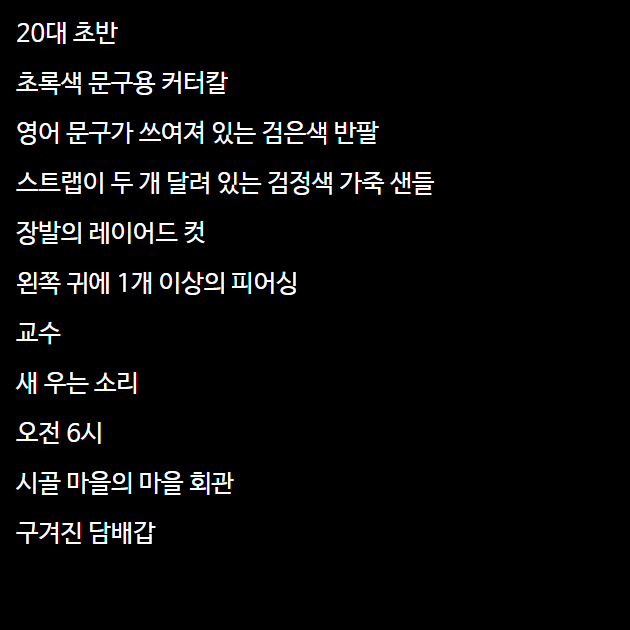 20대 초반
초록색 문구용 커터칼
영어 문구가 쓰여져 있는 검은색 반팔
스트랩이 두 개 달려 있는 검정색 가죽 샌들
장발의 레이어드 컷
왼쪽 귀에 1개 이상의 피어싱
교수
새 우는 소리
오전 6시
시골 마을의 마을 회관
구겨진 담배갑